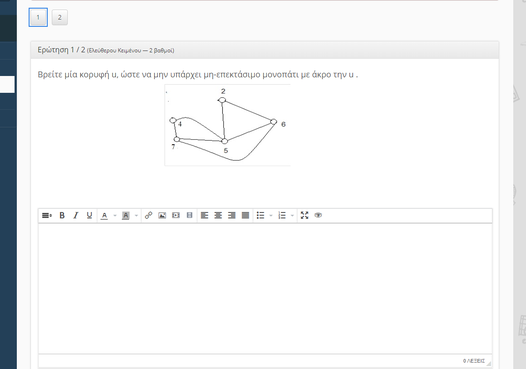 1 2
Ερώτηση 1 / 2 (Ελεύθερου Κειμένου — 2 βαθμοί)
Βρείτε μία κορυφή u, ώστε να μην υπάρχει μη-επεκτάσιμο μονοπάτι με άκρο την u .
2
4
6
7
5
B I U A A
0 ΛΕΞΕΙΣ